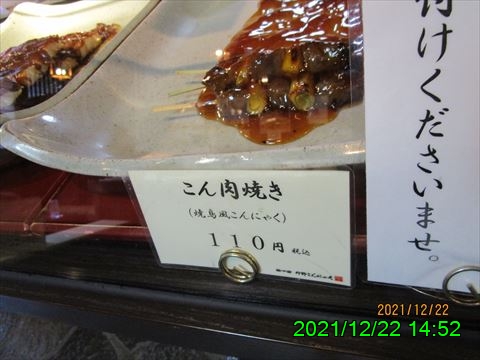 付けくださいませ。
こん肉焼き
(焼鳥風こんにゃく)
110円 税込
2021/12/22
2021/12/22 14:52